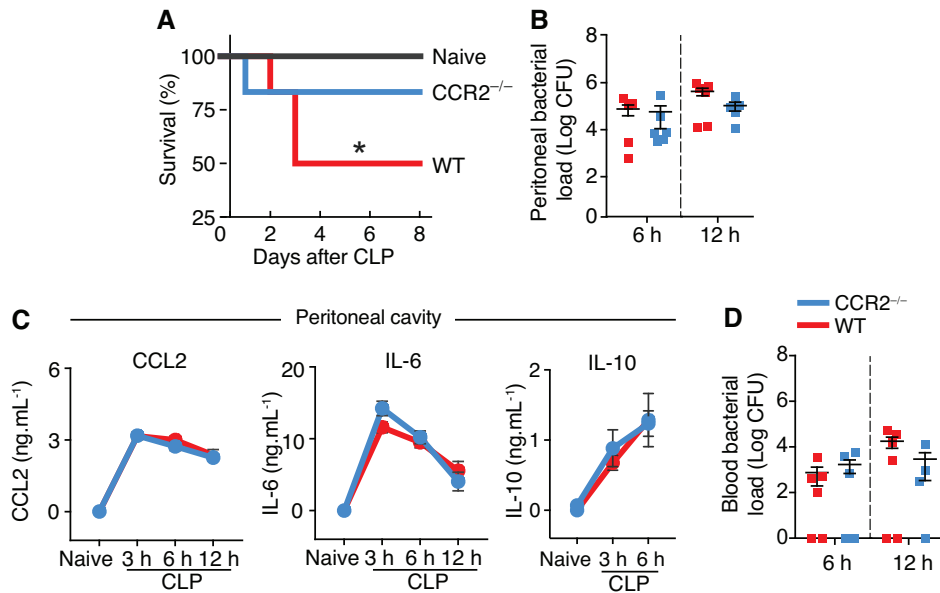 A
Survival (%)
100
75
50
25
0 2 4 6 8
Days after CLP
Naive
CCR2⁻/⁻
WT
*
B
Peritoneal bacterial
load (Log CFU)
8
6
4
2
0
6 h 12 h
C
Peritoneal cavity
CCL2
CCL2 (ng.mL⁻¹)
6
3
0
Naive 3 h 6 h 12 h
CLP
IL-6
IL-6 (ng.mL⁻¹)
20
10
0
Naive 3 h 6 h 12 h
CLP
IL-10
IL-10 (ng.mL⁻¹)
2
1
0
Naive 3 h 6 h
CLP
CCR2⁻/⁻
WT
D
Blood bacterial
load (Log CFU)
8
6
4
2
0
6 h 12 h